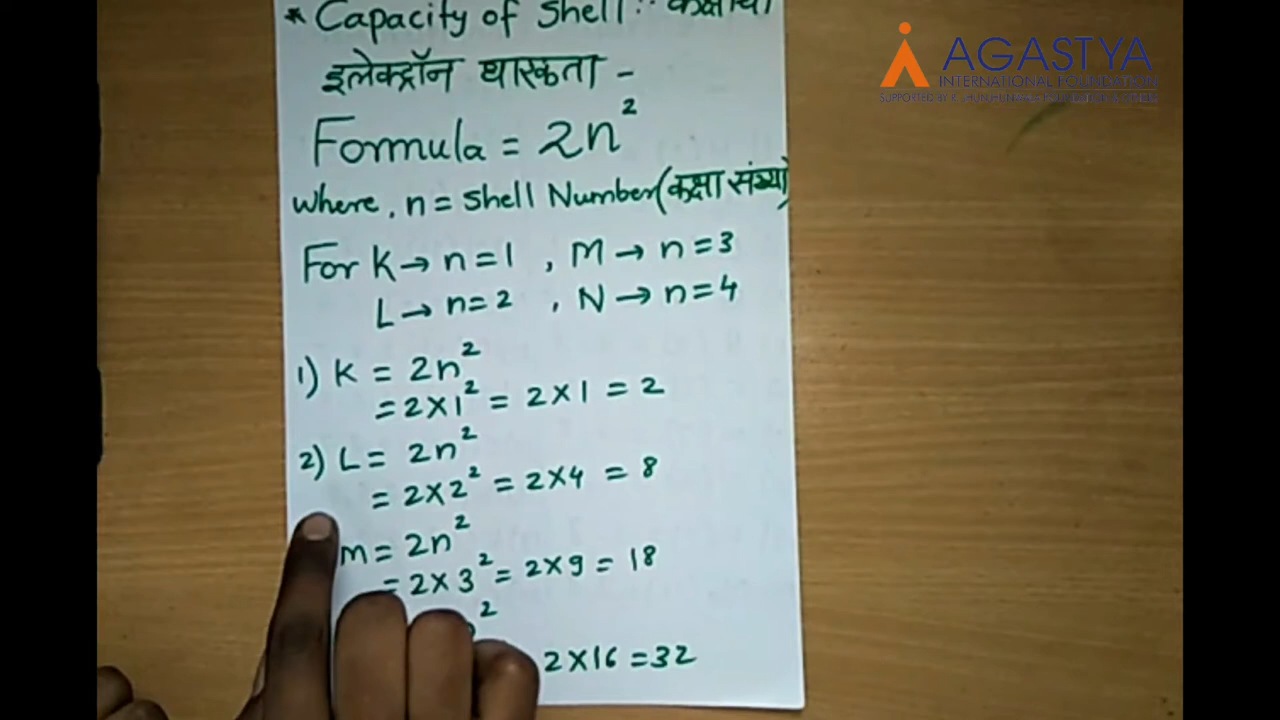 * Capacity of Shell :- कक्षाची
इलेक्ट्रॉन धारकता -
Formula = 2n²
where, n = Shell Number (कक्षा संख्या)
For K → n = 1 , M → n = 3
L → n = 2 , N → n = 4
1) K = 2n²
= 2 × 1² = 2 × 1 = 2
2) L = 2n²
= 2 × 2² = 2 × 4 = 8
M = 2n²
= 2 × 3² = 2 × 9 = 18
²
2 × 16 = 32
AGASTYA
INTERNATIONAL FOUNDATION